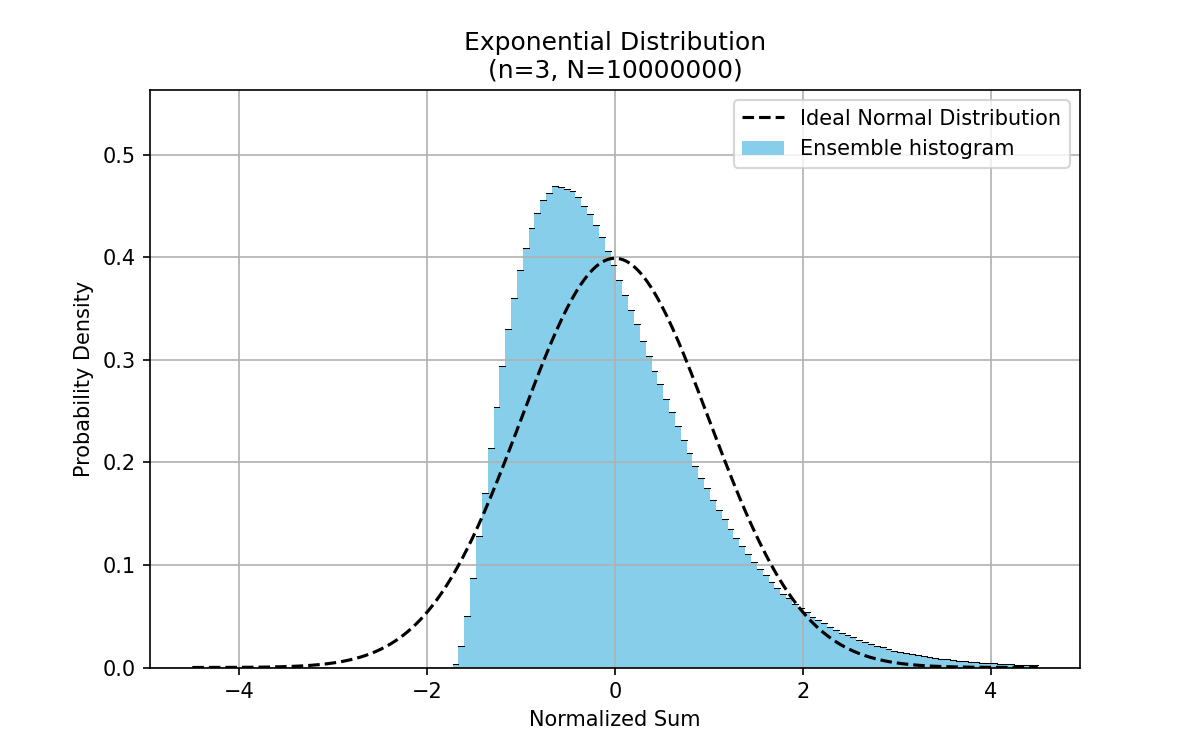 Exponential Distribution
(n=3, N=10000000)
Ideal Normal Distribution
Ensemble histogram
Probability Density
0.5
0.4
0.3
0.2
0.1
0.0
−4
−2
0
2
4
Normalized Sum